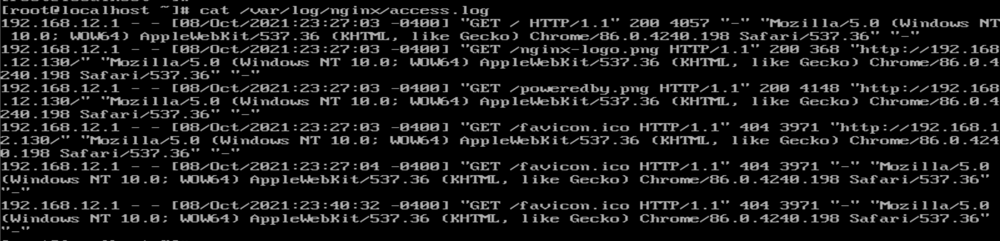 [root@localhost ~]# cat /var/log/nginx/access.log
192.168.12.1 - - [08/Oct/2021:23:27:03 -0400] "GET / HTTP/1.1" 200 4057 "-" "Mozilla/5.0 (Windows NT
 10.0; WOW64) AppleWebKit/537.36 (KHTML, like Gecko) Chrome/86.0.4240.198 Safari/537.36" "-"
192.168.12.1 - - [08/Oct/2021:23:27:03 -0400] "GET /nginx-logo.png HTTP/1.1" 200 368 "http://192.168
.12.130/" "Mozilla/5.0 (Windows NT 10.0; WOW64) AppleWebKit/537.36 (KHTML, like Gecko) Chrome/86.0.4
240.198 Safari/537.36" "-"
192.168.12.1 - - [08/Oct/2021:23:27:03 -0400] "GET /poweredby.png HTTP/1.1" 200 4148 "http://192.168
.12.130/" "Mozilla/5.0 (Windows NT 10.0; WOW64) AppleWebKit/537.36 (KHTML, like Gecko) Chrome/86.0.4
240.198 Safari/537.36" "-"
192.168.12.1 - - [08/Oct/2021:23:27:03 -0400] "GET /favicon.ico HTTP/1.1" 404 3971 "http://192.168.1
2.130/" "Mozilla/5.0 (Windows NT 10.0; WOW64) AppleWebKit/537.36 (KHTML, like Gecko) Chrome/86.0.424
0.198 Safari/537.36" "-"
192.168.12.1 - - [08/Oct/2021:23:27:04 -0400] "GET /favicon.ico HTTP/1.1" 404 3971 "-" "Mozilla/5.0
(Windows NT 10.0; WOW64) AppleWebKit/537.36 (KHTML, like Gecko) Chrome/86.0.4240.198 Safari/537.36"
"-"
192.168.12.1 - - [08/Oct/2021:23:40:32 -0400] "GET /favicon.ico HTTP/1.1" 404 3971 "-" "Mozilla/5.0
(Windows NT 10.0; WOW64) AppleWebKit/537.36 (KHTML, like Gecko) Chrome/86.0.4240.198 Safari/537.36"
"-"